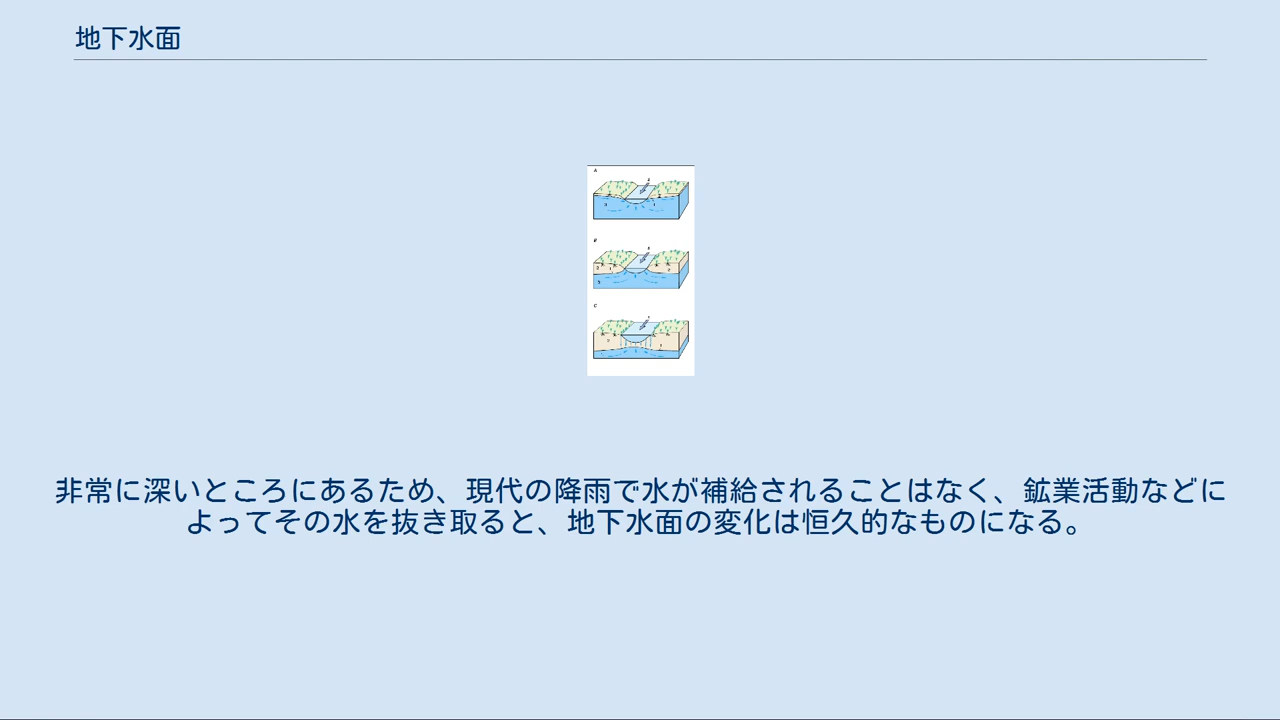 地下水面
A
B
C
非常に深いところにあるため、現代の降雨で水が補給されることはなく、鉱業活動などに
よってその水を抜き取ると、地下水面の変化は恒久的なものになる。